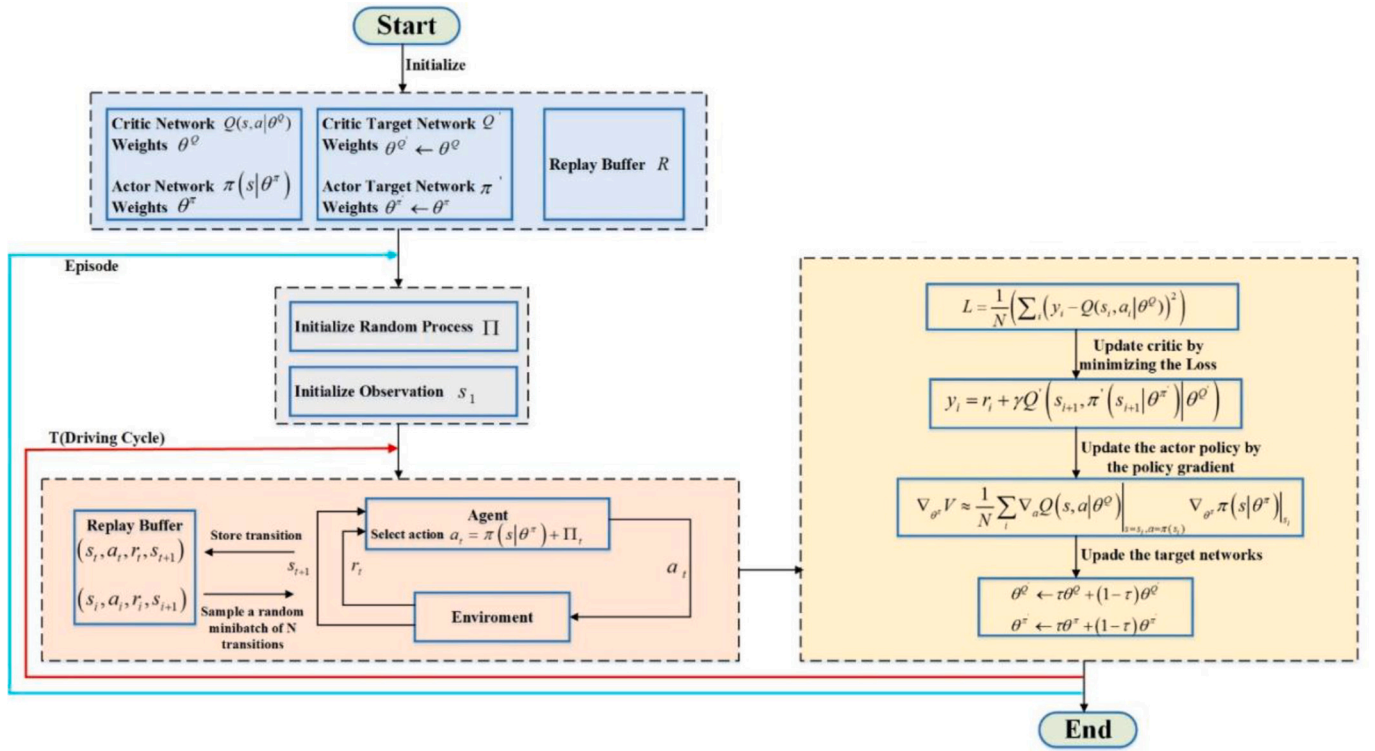 Start
Initialize
Critic Network Q(s,a|θ^Q)
Weights θ^Q
Actor Network π(s|θ^π)
Weights θ^π
Critic Target Network Q'
Weights θ^Q' ← θ^Q
Actor Target Network π'
Weights θ^π' ← θ^π
Replay Buffer R
Episode
Initialize Random Process Π
Initialize Observation s_1
T(Driving Cycle)
Replay Buffer
(s_t, a_t, r_t, s_{t+1})
(s_i, a_i, r_i, s_{i+1})
Store transition
Sample a random
minibatch of N
transitions
s_{t+1}
r_t
Agent
Select action a_t = π(s|θ^π) + Π_t
a_t
Enviroment
L = 1/N (∑_i (y_i − Q(s_i, a_i|θ^Q))^2)
Update critic by
minimizing the Loss
y_i = r_i + γQ'(s_{i+1}, π'(s_{i+1}|θ^π')|θ^Q')
Update the actor policy by
the policy gradient
∇_{θ^π} V ≈ 1/N ∑_i ∇_a Q(s,a|θ^Q)|_{s=s_i,a=π(s_i)} ∇_{θ^π} π(s|θ^π)|_{s_i}
Upade the target networks
θ^Q' ← τθ^Q + (1−τ)θ^Q'
θ^π' ← τθ^π + (1−τ)θ^π'
End